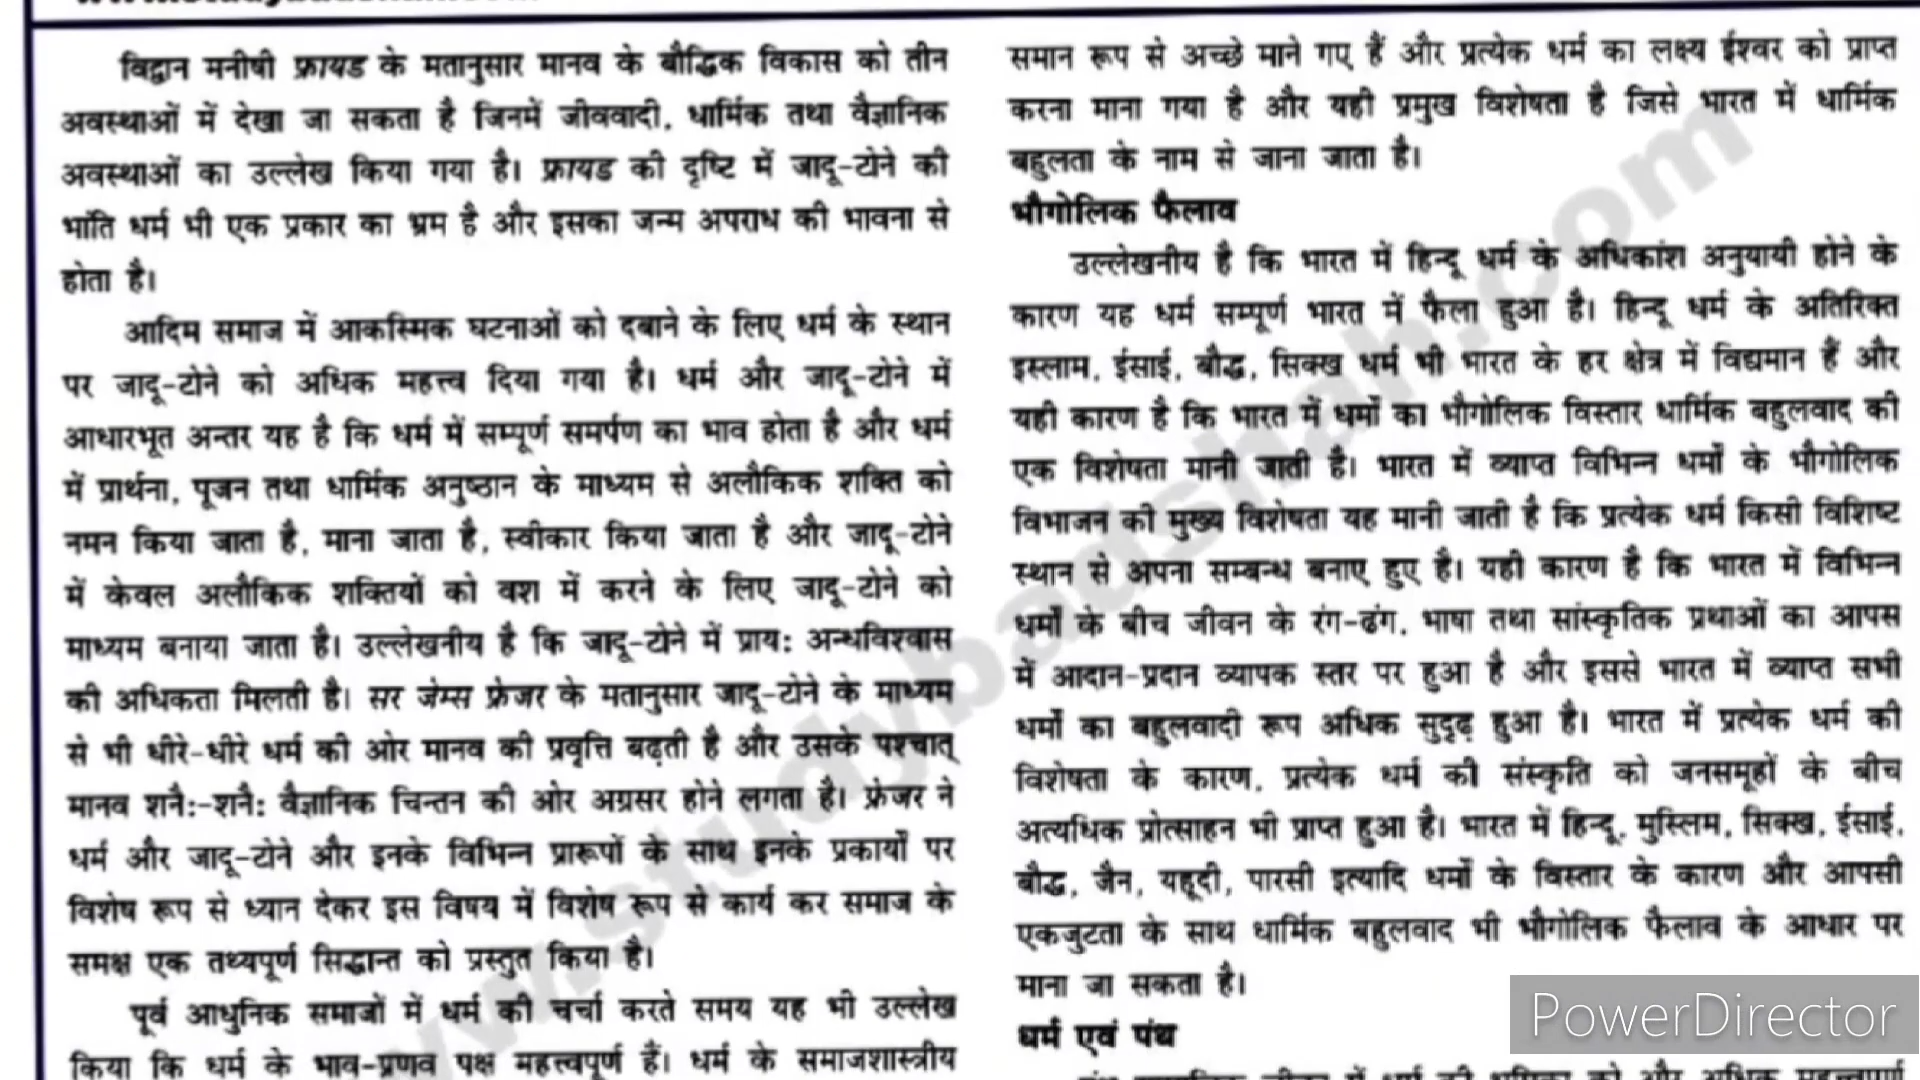 विद्वान मनीषी फ्रायड के मतानुसार मानव के बौद्धिक विकास को तीन
अवस्थाओं में देखा जा सकता है जिनमें जीववादी, धार्मिक तथा वैज्ञानिक
अवस्थाओं का उल्लेख किया गया है। फ्रायड की दृष्टि में जादू-टोने की
भांति धर्म भी एक प्रकार का भ्रम है और इसका जन्म अपराध की भावना से
होता है।
आदिम समाज में आकस्मिक घटनाओं को दबाने के लिए धर्म के स्थान
पर जादू-टोने को अधिक महत्त्व दिया गया है। धर्म और जादू-टोने में
आधारभूत अन्तर यह है कि धर्म में सम्पूर्ण समर्पण का भाव होता है और धर्म
में प्रार्थना, पूजन तथा धार्मिक अनुष्ठान के माध्यम से अलौकिक शक्ति को
नमन किया जाता है, माना जाता है, स्वीकार किया जाता है और जादू-टोने
में केवल अलौकिक शक्तियों को वश में करने के लिए जादू-टोने को
माध्यम बनाया जाता है। उल्लेखनीय है कि जादू-टोने में प्राय: अन्धविश्वास
की अधिकता मिलती है। सर जेम्स फ्रेजर के मतानुसार जादू-टोने के माध्यम
से भी धीरे-धीरे धर्म की ओर मानव की प्रवृत्ति बढ़ती है और उसके पश्चात्
मानव शनै:-शनै: वैज्ञानिक चिन्तन की ओर अग्रसर होने लगता है। फ्रेजर ने
धर्म और जादू-टोने और इनके विभिन्न प्रारूपों के साथ इनके प्रकार्यों पर
विशेष रूप से ध्यान देकर इस विषय में विशेष रूप से कार्य कर समाज के
समक्ष एक तथ्यपूर्ण सिद्धान्त को प्रस्तुत किया है।
पूर्व आधुनिक समाजों में धर्म की चर्चा करते समय यह भी उल्लेख
किया कि धर्म के भाव-प्रणव पक्ष महत्त्वपूर्ण हैं। धर्म के समाजशास्त्रीय
समान रूप से अच्छे माने गए हैं और प्रत्येक धर्म का लक्ष्य ईश्वर को प्राप्त
करना माना गया है और यही प्रमुख विशेषता है जिसे भारत में धार्मिक
बहुलता के नाम से जाना जाता है।
भौगोलिक फैलाव
उल्लेखनीय है कि भारत में हिन्दू धर्म के अधिकांश अनुयायी होने के
कारण यह धर्म सम्पूर्ण भारत में फैला हुआ है। हिन्दू धर्म के अतिरिक्त
इस्लाम, ईसाई, बौद्ध, सिक्ख धर्म भी भारत के हर क्षेत्र में विद्यमान हैं और
यही कारण है कि भारत में धर्मों का भौगोलिक विस्तार धार्मिक बहुलवाद की
एक विशेषता मानी जाती है। भारत में व्याप्त विभिन्न धर्मों के भौगोलिक
विभाजन की मुख्य विशेषता यह मानी जाती है कि प्रत्येक धर्म किसी विशिष्ट
स्थान से अपना सम्बन्ध बनाए हुए है। यही कारण है कि भारत में विभिन्न
धर्मों के बीच जीवन के रंग-ढंग, भाषा तथा सांस्कृतिक प्रथाओं का आपस
में आदान-प्रदान व्यापक स्तर पर हुआ है और इससे भारत में व्याप्त सभी
धर्मों का बहुलवादी रूप अधिक सुदृढ़ हुआ है। भारत में प्रत्येक धर्म की
विशेषता के कारण, प्रत्येक धर्म की संस्कृति को जनसमूहों के बीच
अत्यधिक प्रोत्साहन भी प्राप्त हुआ है। भारत में हिन्दू, मुस्लिम, सिक्ख, ईसाई,
बौद्ध, जैन, यहूदी, पारसी इत्यादि धर्मों के विस्तार के कारण और आपसी
एकजुटता के साथ धार्मिक बहुलवाद भी भौगोलिक फैलाव के आधार पर
माना जा सकता है।
धर्म एवं पंथ
www.studybadshah.com
PowerDirector